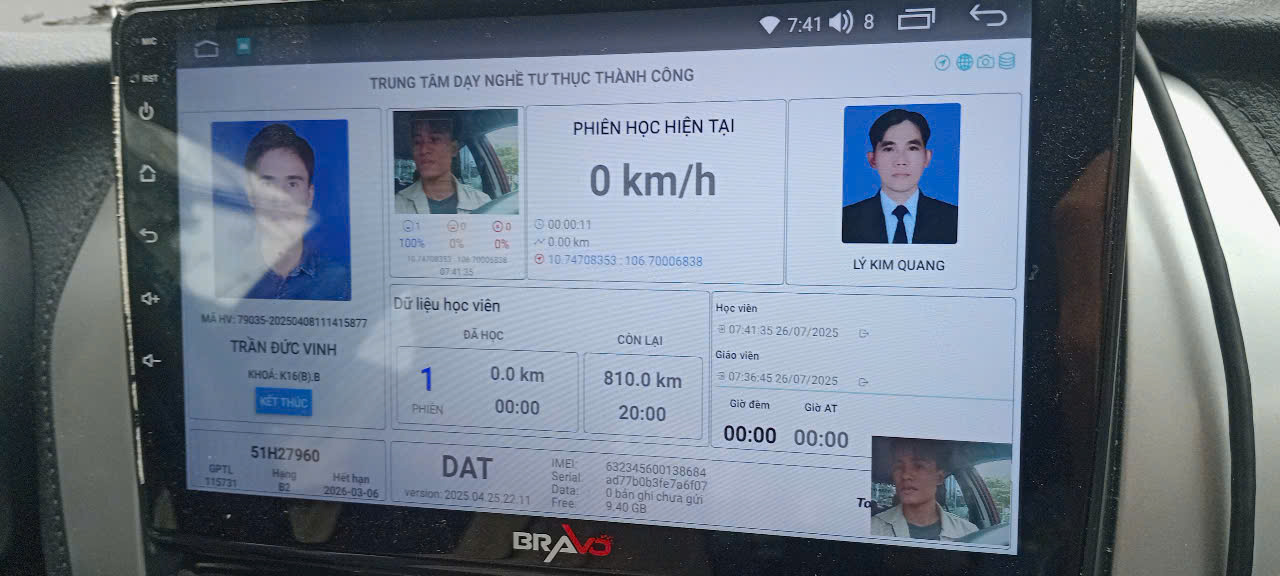 MIC
7:41
8
RST
TRUNG TÂM DẠY NGHỀ TƯ THỤC THÀNH CÔNG
MÃ HV: 79035-20250408111415877
TRẦN ĐỨC VINH
KHOÁ: K16(B).B
KẾT THÚC
1 0 0
100% 0% 0%
10.74708353 : 106.70006838
07:41:35
PHIÊN HỌC HIỆN TẠI
0 km/h
00:00:11
0.00 km
10.74708353 : 106.70006838
LÝ KIM QUANG
Dữ liệu học viên
ĐÃ HỌC
CÒN LẠI
1
PHIÊN
0.0 km
00:00
810.0 km
20:00
Học viên
07:41:35 26/07/2025
Giáo viên
07:36:45 26/07/2025
Giờ đêm
Giờ AT
00:00
00:00
51H27960
GPTL
Hạng
Hết hạn
115731
B2
2026-03-06
DAT
version: 2025.04.25.22.11
IMEI: 632345600138684
Serial: ad77b0b3fe7a6f07
Data: 0 bản ghi chưa gửi
Free: 9.40 GB
BRAVO